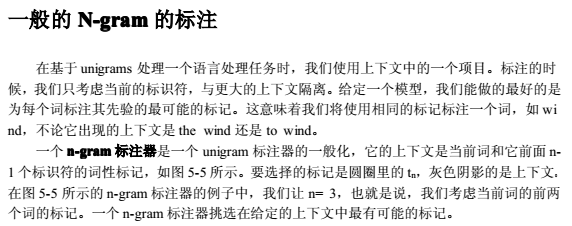 一般的 N-gram 的标注
在基于 unigrams 处理一个语言处理任务时，我们使用上下文中的一个项目。标注的时
候，我们只考虑当前的标识符，与更大的上下文隔离。给定一个模型，我们能做的最好的是
为每个词标注其先验的最可能的标记。这意味着我们将使用相同的标记标注一个词，如 wi
nd，不论它出现的上下文是 the wind 还是 to wind。
一个 n-gram 标注器是一个 unigram 标注器的一般化，它的上下文是当前词和它前面 n-
1 个标识符的词性标记，如图 5-5 所示。要选择的标记是圆圈里的 tn，灰色阴影的是上下文。
在图 5-5 所示的 n-gram 标注器的例子中，我们让 n= 3，也就是说，我们考虑当前词的前两
个词的标记。一个 n-gram 标注器挑选在给定的上下文中最有可能的标记。